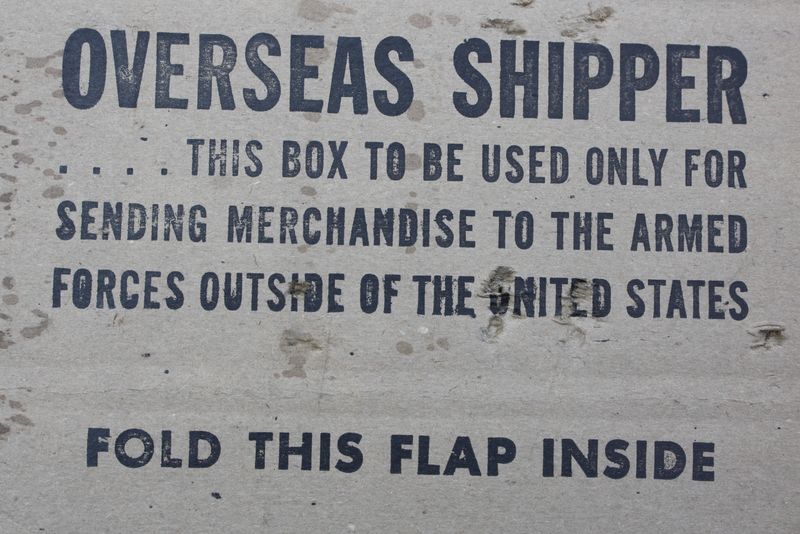 OVERSEAS SHIPPER
. . . . THIS BOX TO BE USED ONLY FOR
SENDING MERCHANDISE TO THE ARMED
FORCES OUTSIDE OF THE UNITED STATES
FOLD THIS FLAP INSIDE